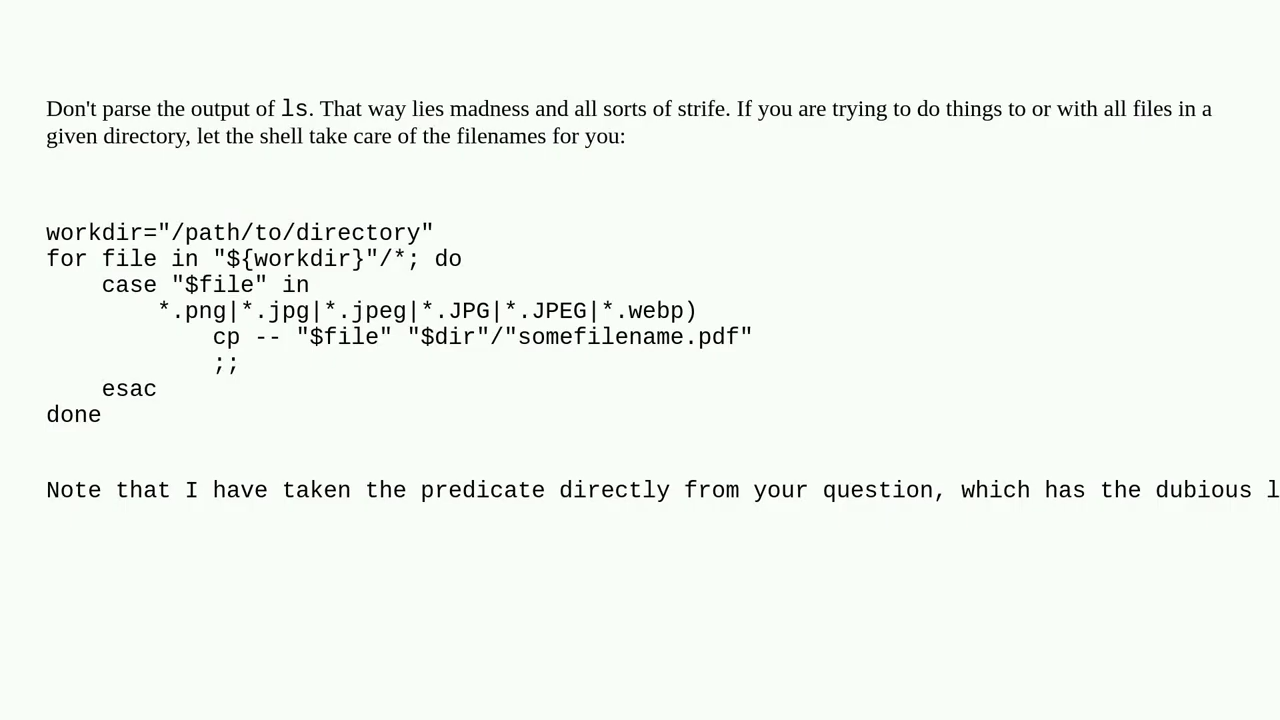 Don't parse the output of ls. That way lies madness and all sorts of strife. If you are trying to do things to or with all files in a
given directory, let the shell take care of the filenames for you:
workdir="/path/to/directory"
for file in "${workdir}"/*; do
    case "$file" in
        *.png|*.jpg|*.jpeg|*.JPG|*.JPEG|*.webp)
            cp -- "$file" "$dir"/"somefilename.pdf"
            ;;
    esac
done
Note that I have taken the predicate directly from your question, which has the dubious